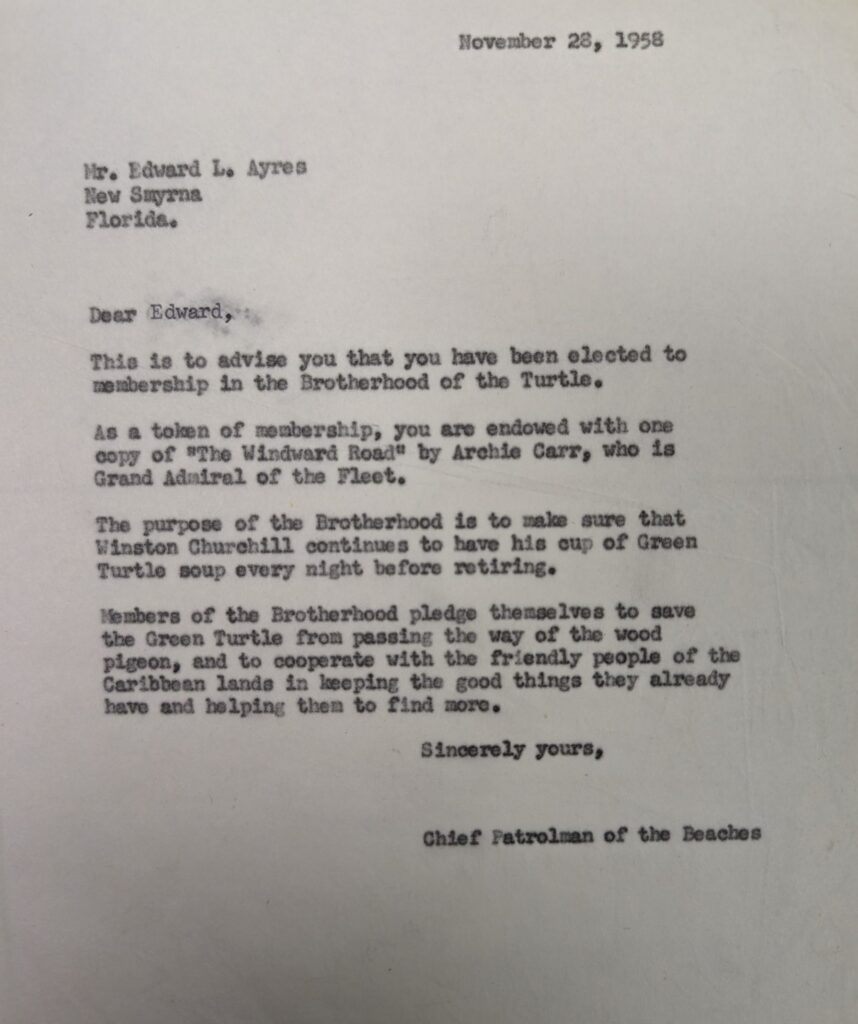 November 28, 1958
Mr. Edward L. Ayres
New Smyrna
Florida.
Dear Edward,
This is to advise you that you have been elected to
membership in the Brotherhood of the Turtle.
As a token of membership, you are endowed with one
copy of "The Windward Road" by Archie Carr, who is
Grand Admiral of the Fleet.
The purpose of the Brotherhood is to make sure that
Winston Churchill continues to have his cup of Green
Turtle soup every night before retiring.
Members of the Brotherhood pledge themselves to save
the Green Turtle from passing the way of the wood
pigeon, and to cooperate with the friendly people of the
Caribbean lands in keeping the good things they already
have and helping them to find more.
Sincerely yours,
Chief Patrolman of the Beaches